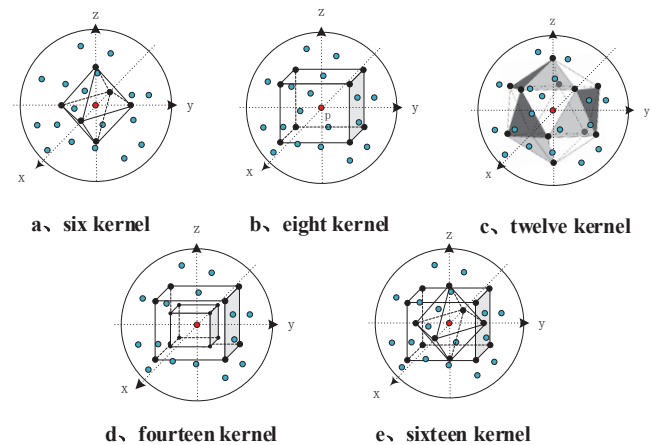 z
y
x
a、six kernel
z
y
p
x
b、eight kernel
z
y
x
c、twelve kernel
z
y
x
d、fourteen kernel
z
y
x
e、sixteen kernel